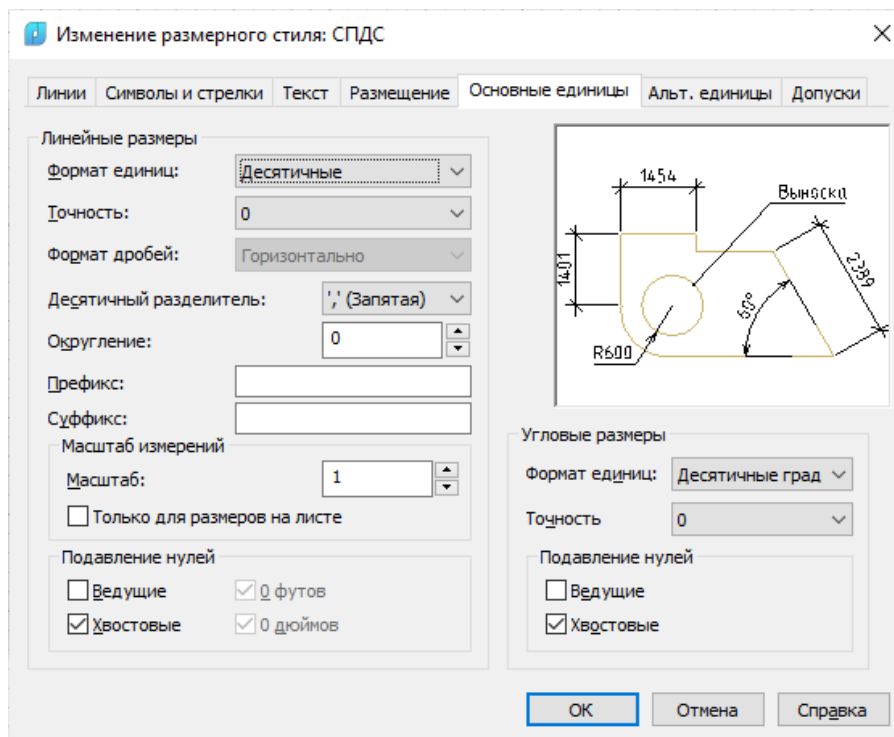 Изменение размерного стиля: СПДС
Линии Символы и стрелки Текст Размещение Основные единицы Альт. единицы Допуски
Линейные размеры
Формат единиц: Десятичные
Точность: 0
Формат дробей: Горизонтально
Десятичный разделитель: ',' (Запятая)
Округление: 0
Префикс:
Суффикс:
Масштаб измерений
Масштаб: 1
Только для размеров на листе
Подавление нулей
Ведущие 0 футов
Хвостовые 0 дюймов
1454
Выноска
1401
2389
60°
R600
Угловые размеры
Формат единиц: Десятичные град
Точность 0
Подавление нулей
Ведущие
Хвостовые
ОК Отмена Справка